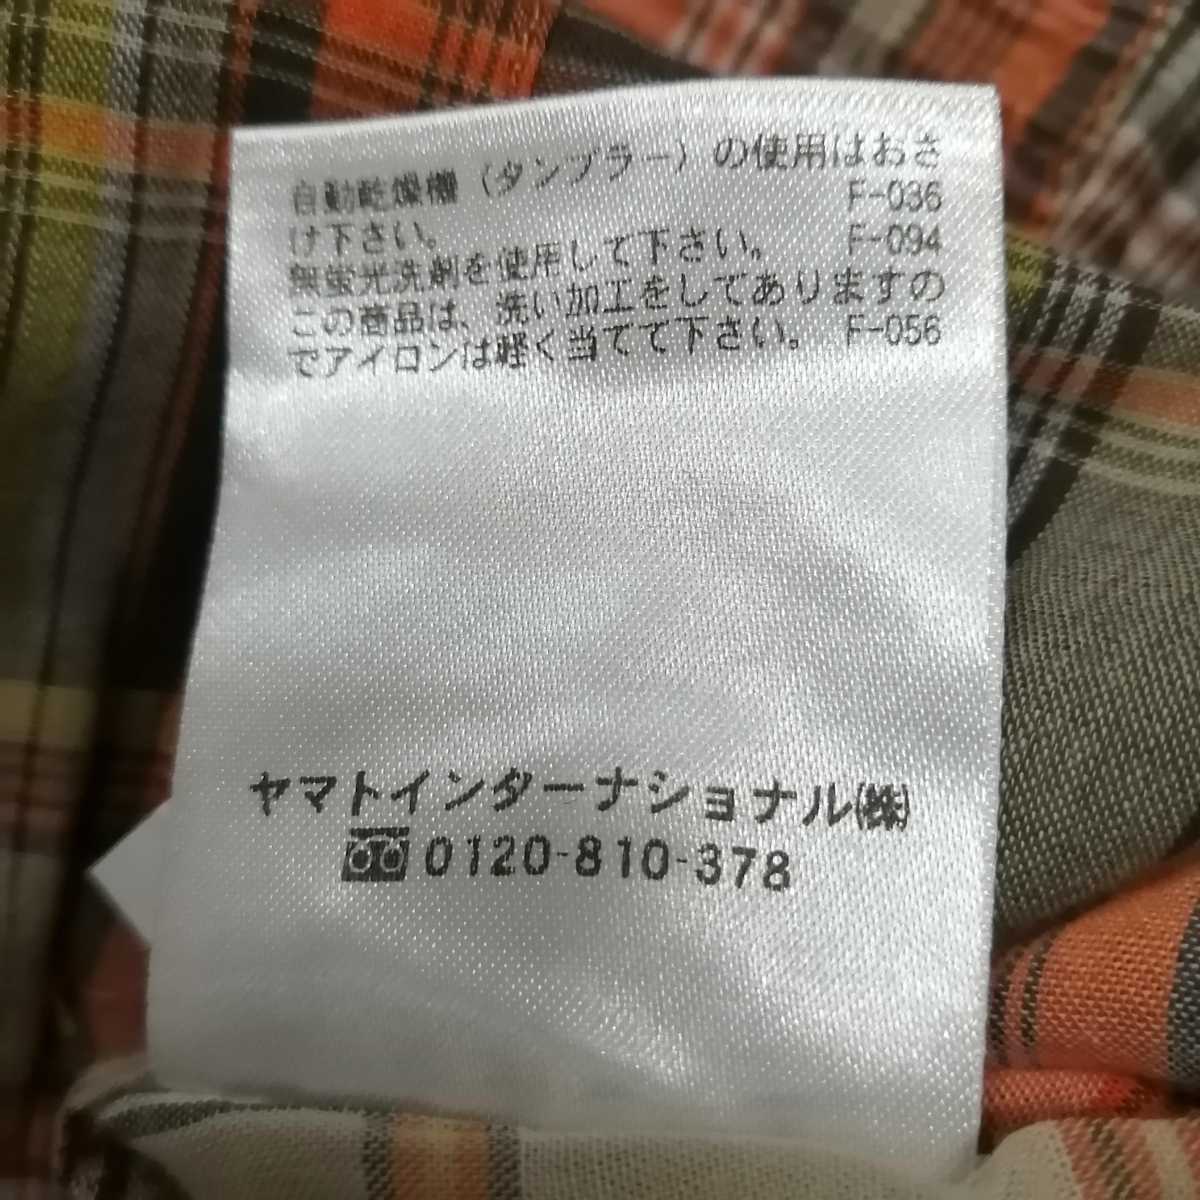 自動乾燥機（タンブラー）の使用はおさ
け下さい。 F-036
無蛍光洗剤を使用して下さい。 F-094
この商品は、洗い加工をしてありますの
でアイロンは軽く当てて下さい。 F-056
ヤマトインターナショナル㈱
0120-810-378